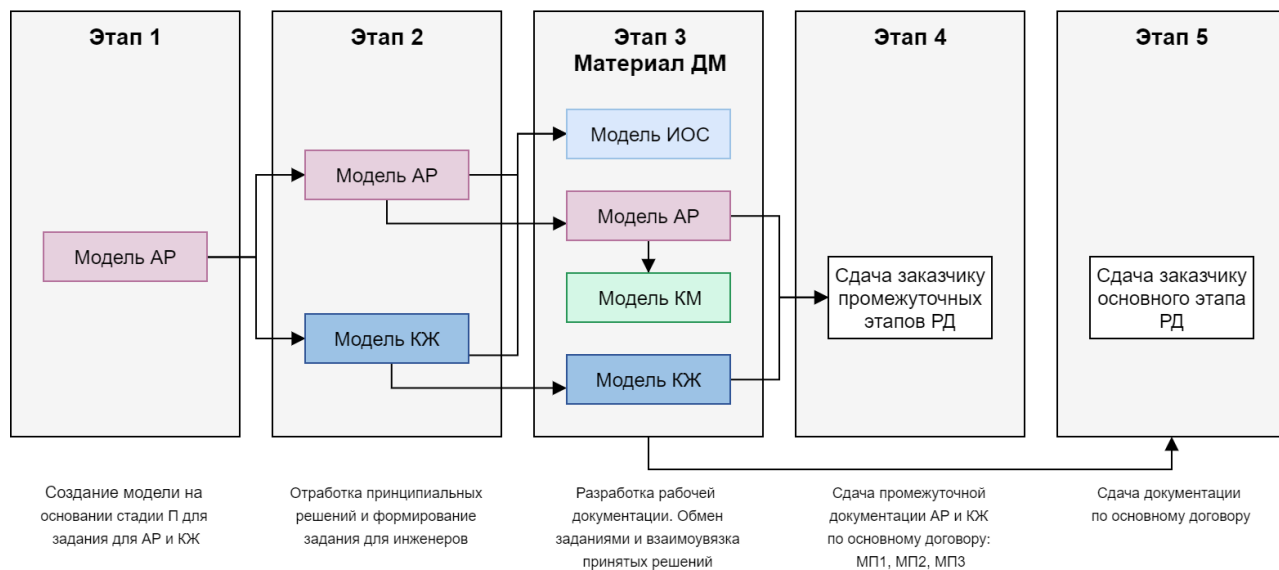 Этап 1
Модель АР
Создание модели на
основании стадии П для
задания для АР и КЖ
Этап 2
Модель АР
Модель КЖ
Отработка принципиальных
решений и формирование
задания для инженеров
Этап 3
Материал ДМ
Модель ИОС
Модель АР
Модель КМ
Модель КЖ
Разработка рабочей
документации. Обмен
заданиями и взаимоувязка
принятых решений
Этап 4
Сдача заказчику
промежуточных
этапов РД
Сдача промежуточной
документации АР и КЖ
по основному договору:
МП1, МП2, МП3
Этап 5
Сдача заказчику
основного этапа
РД
Сдача документации
по основному договору